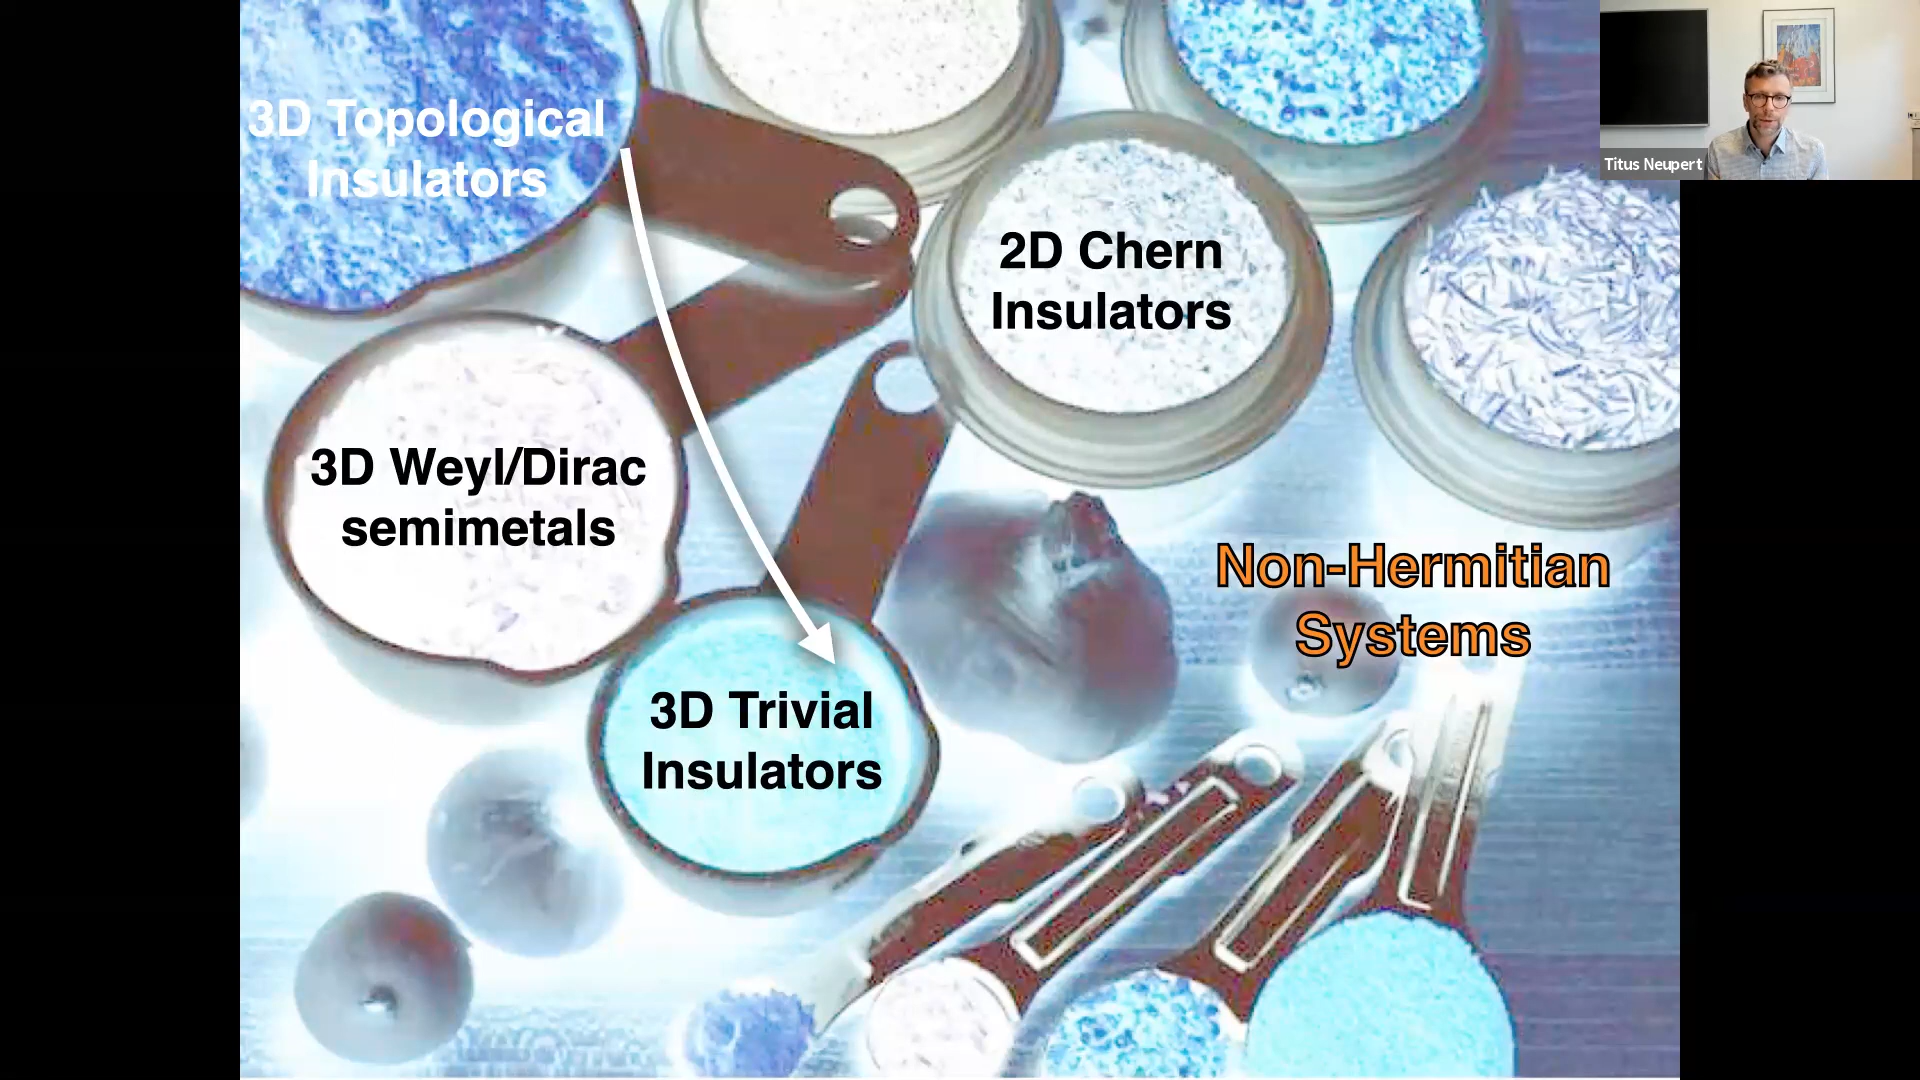 3D Topological
Insulators
2D Chern
Insulators
3D Weyl/Dirac
semimetals
Non-Hermitian
Systems
3D Trivial
Insulators
Titus Neupert